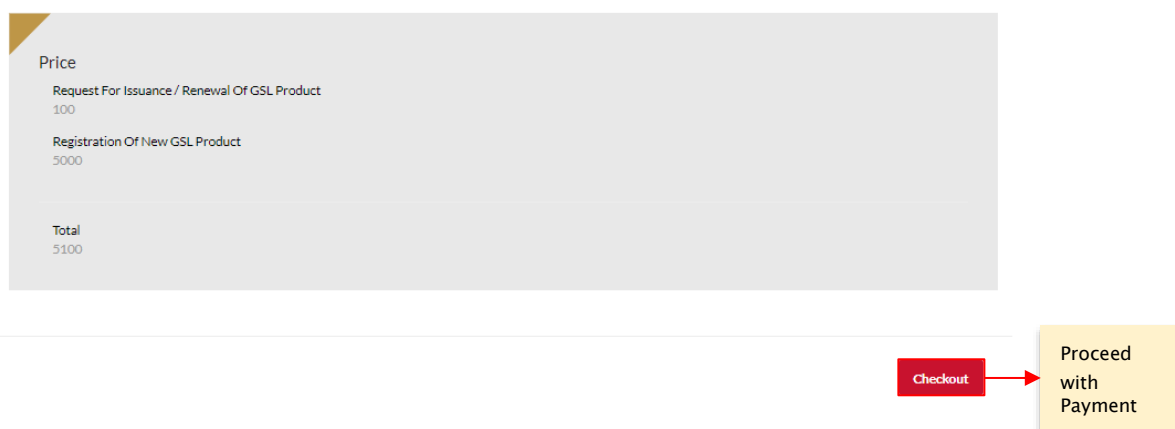 Price
Request For Issuance / Renewal Of GSL Product
100
Registration Of New GSL Product
5000
Total
5100
Checkout
Proceed
with
Payment